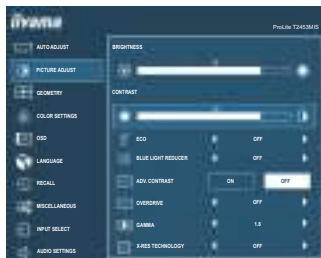 iiyama
ProLite T2453MIS
AUTO ADJUST
PICTURE ADJUST
GEOMETRY
COLOR SETTINGS
OSD
LANGUAGE
RECALL
MISCELLANEOUS
INPUT SELECT
AUDIO SETTINGS
BRIGHTNESS
CONTRAST
ECO OFF
BLUE LIGHT REDUCER OFF
ADV. CONTRAST ON OFF
OVERDRIVE OFF
GAMMA 1.8
X-RES TECHNOLOGY OFF